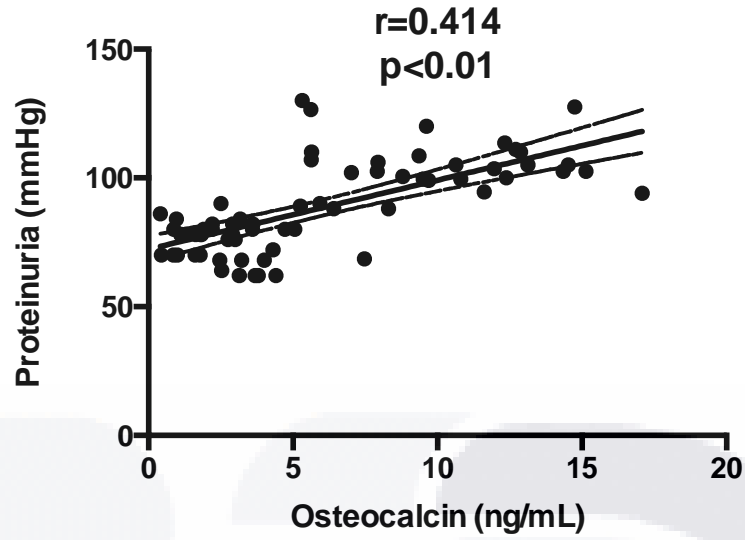 r=0.414
p<0.01
150
100
50
0
Proteinuria (mmHg)
0 5 10 15 20
Osteocalcin (ng/mL)